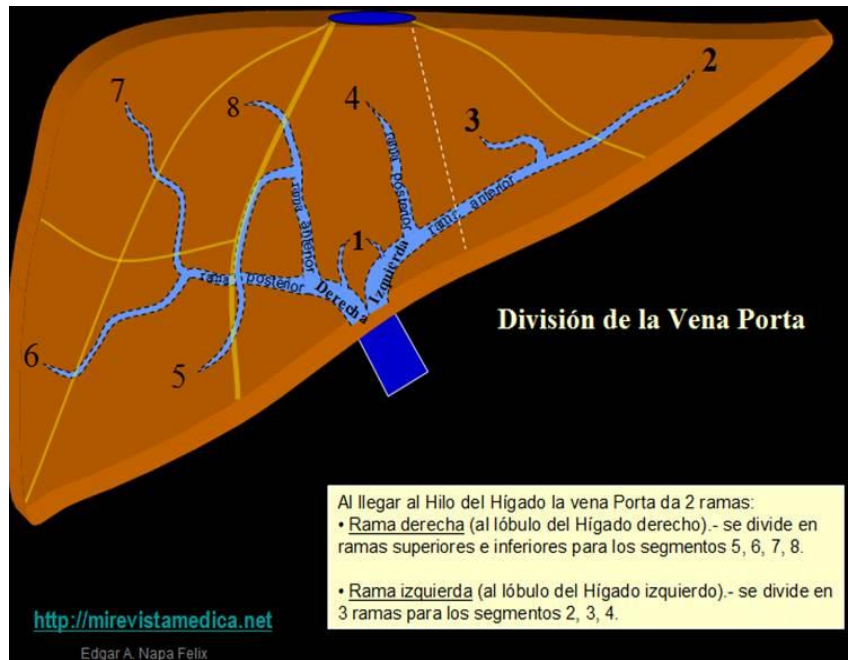 7
8
4
3
2
1
rama posterior
rama anterior
rama anterior
rama posterior
Derecha
Izquierda
6
5
División de la Vena Porta
Al llegar al Hilo del Hígado la vena Porta da 2 ramas:
• Rama derecha (al lóbulo del Hígado derecho).- se divide en
ramas superiores e inferiores para los segmentos 5, 6, 7, 8.
• Rama izquierda (al lóbulo del Hígado izquierdo).- se divide en
3 ramas para los segmentos 2, 3, 4.
http://mirevistamedica.net
Edgar A. Napa Felix